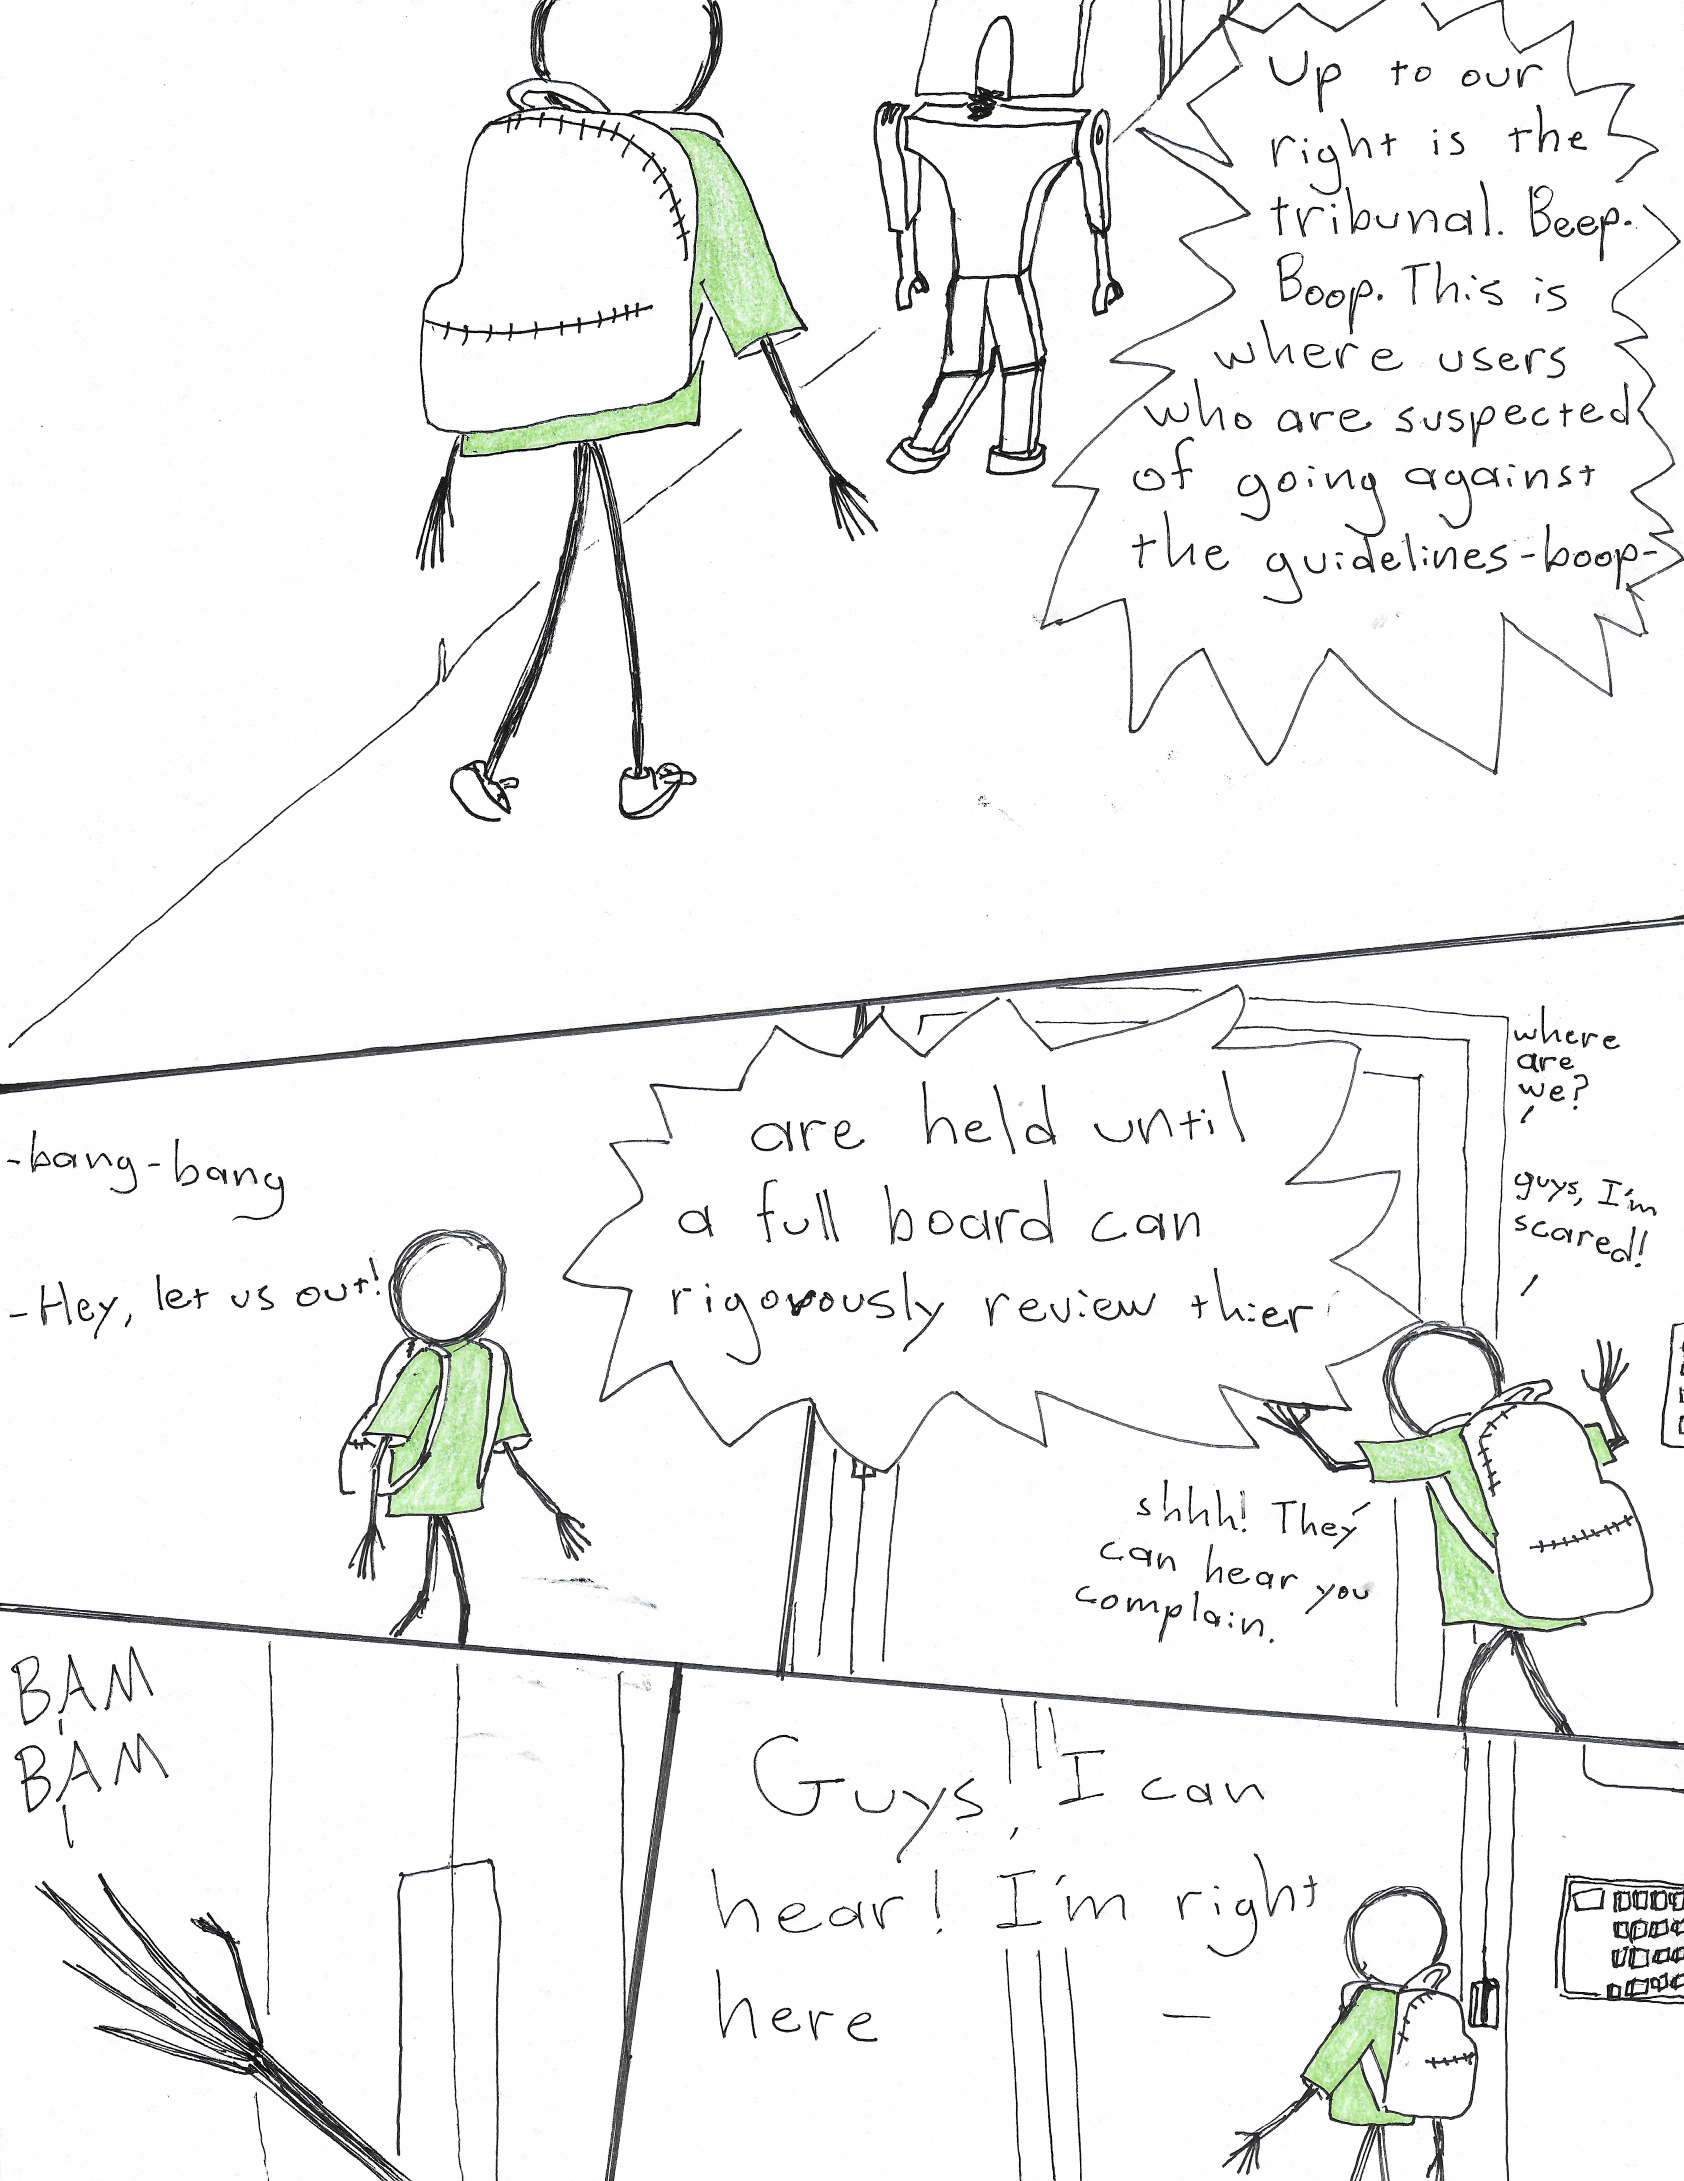 Up to our
right is the
tribunal. Beep.
Boop. This is
where users
who are suspected
of going against
the guidelines-boop-
-bang-bang
-Hey, let us out!
are held until
a full board can
rigorously review thier
where
are
we?
guys, I'm
scared!
shhh! They
can hear you
complain.
BAM
BAM
Guys, I can
hear! I'm right
here —